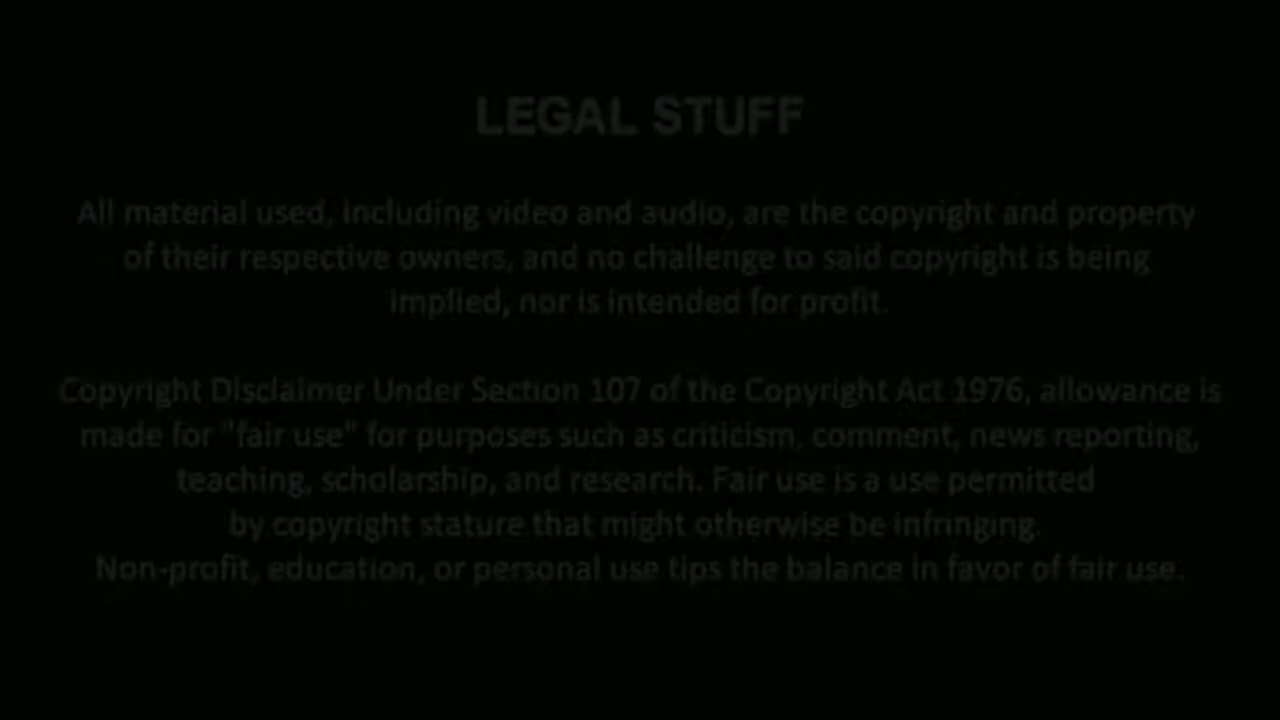 LEGAL STUFF
All material used, including video and audio, are the copyright and property
of their respective owners, and no challenge to said copyright is being
implied, nor is intended for profit.
Copyright Disclaimer Under Section 107 of the Copyright Act 1976, allowance is
made for "fair use" for purposes such as criticism, comment, news reporting,
teaching, scholarship, and research. Fair use is a use permitted
by copyright stature that might otherwise be infringing.
Non-profit, education, or personal use tips the balance in favor of fair use.